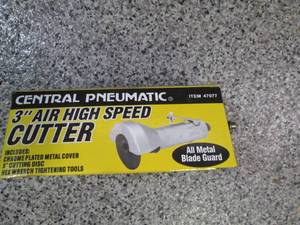 CENTRAL PNEUMATIC®
ITEM 47077
3" AIR HIGH SPEED
CUTTER
INCLUDES:
CHROME PLATED METAL COVER
3" CUTTING DISC
HEX WRENCH TIGHTENING TOOLS
All Metal
Blade Guard